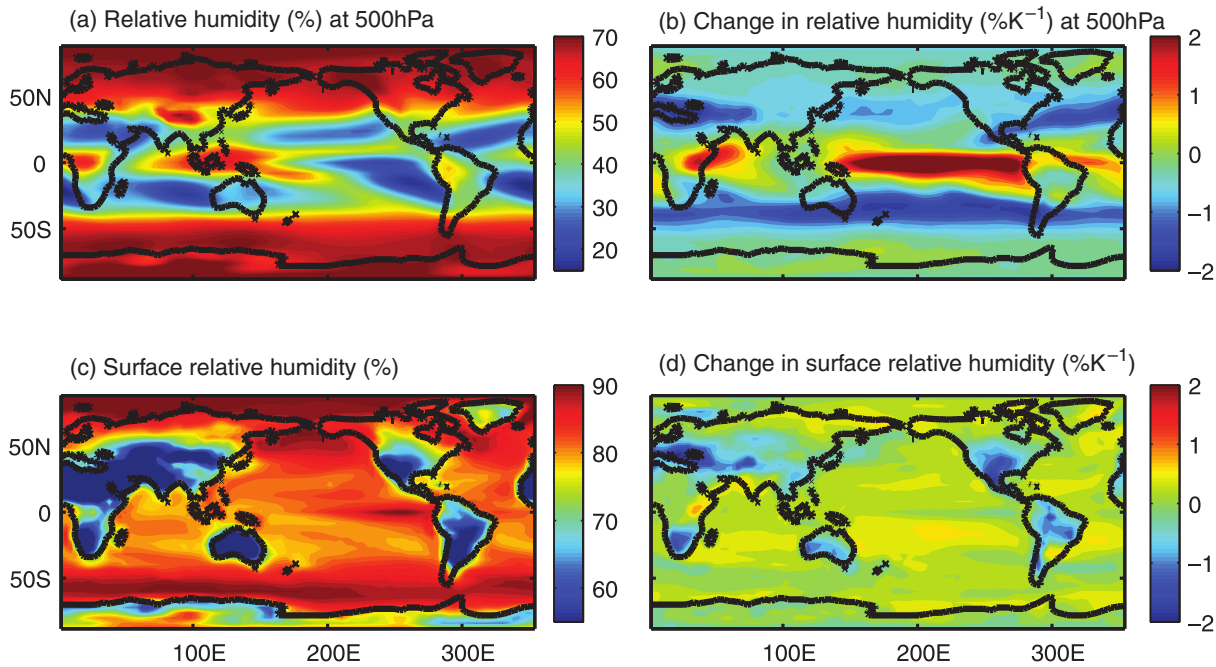 (a) Relative humidity (%) at 500hPa
(b) Change in relative humidity (%K⁻¹) at 500hPa
50N
0
50S
70
60
50
40
30
20
2
1
0
−1
−2
(c) Surface relative humidity (%)
(d) Change in surface relative humidity (%K⁻¹)
50N
0
50S
90
80
70
60
2
1
0
−1
−2
100E 200E 300E
100E 200E 300E